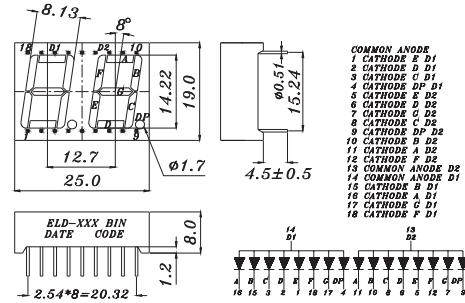 8.13
8°
18 D1 D2 10
A
F B
G
E C
D DP
1 9
14.22
19.0
12.7
ϕ1.7
25.0
ϕ0.51
15.24
4.5±0.5
ELD-XXX BIN
DATE CODE
8.0
1.2
2.54*8=20.32
COMMON ANODE
1 CATHODE E D1
2 CATHODE D D1
3 CATHODE C D1
4 CATHODE DP D1
5 CATHODE E D2
6 CATHODE D D2
7 CATHODE G D2
8 CATHODE C D2
9 CATHODE DP D2
10 CATHODE B D2
11 CATHODE A D2
12 CATHODE F D2
13 COMMON ANODE D2
14 COMMON ANODE D1
15 CATHODE B D1
16 CATHODE A D1
17 CATHODE G D1
18 CATHODE F D1
14 13
D1 D2
A B C D E F G DP A B C D E F G DP
16 15 3 2 1 18 17 4 11 10 8 6 5 12 7 9